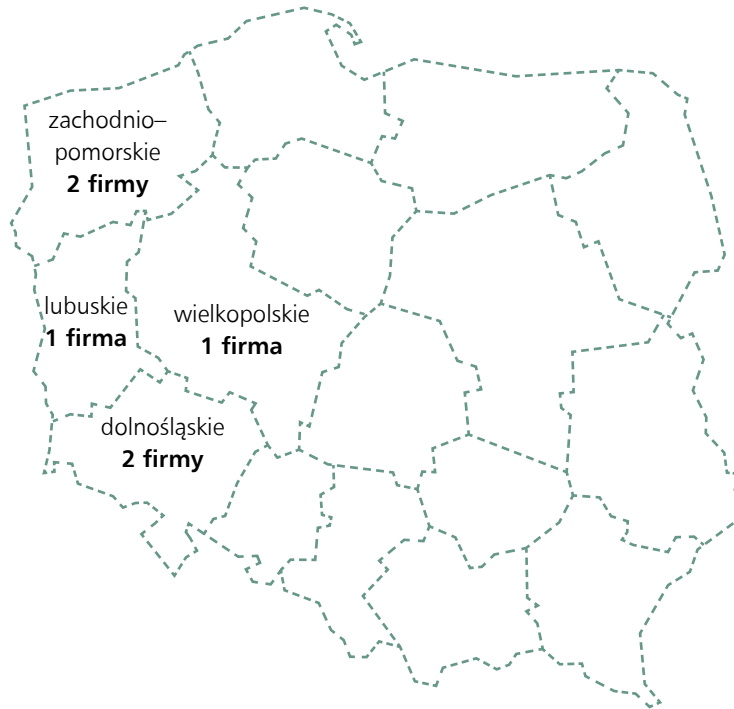 zachodnio–
pomorskie
2 firmy
lubuskie
1 firma
wielkopolskie
1 firma
dolnośląskie
2 firmy